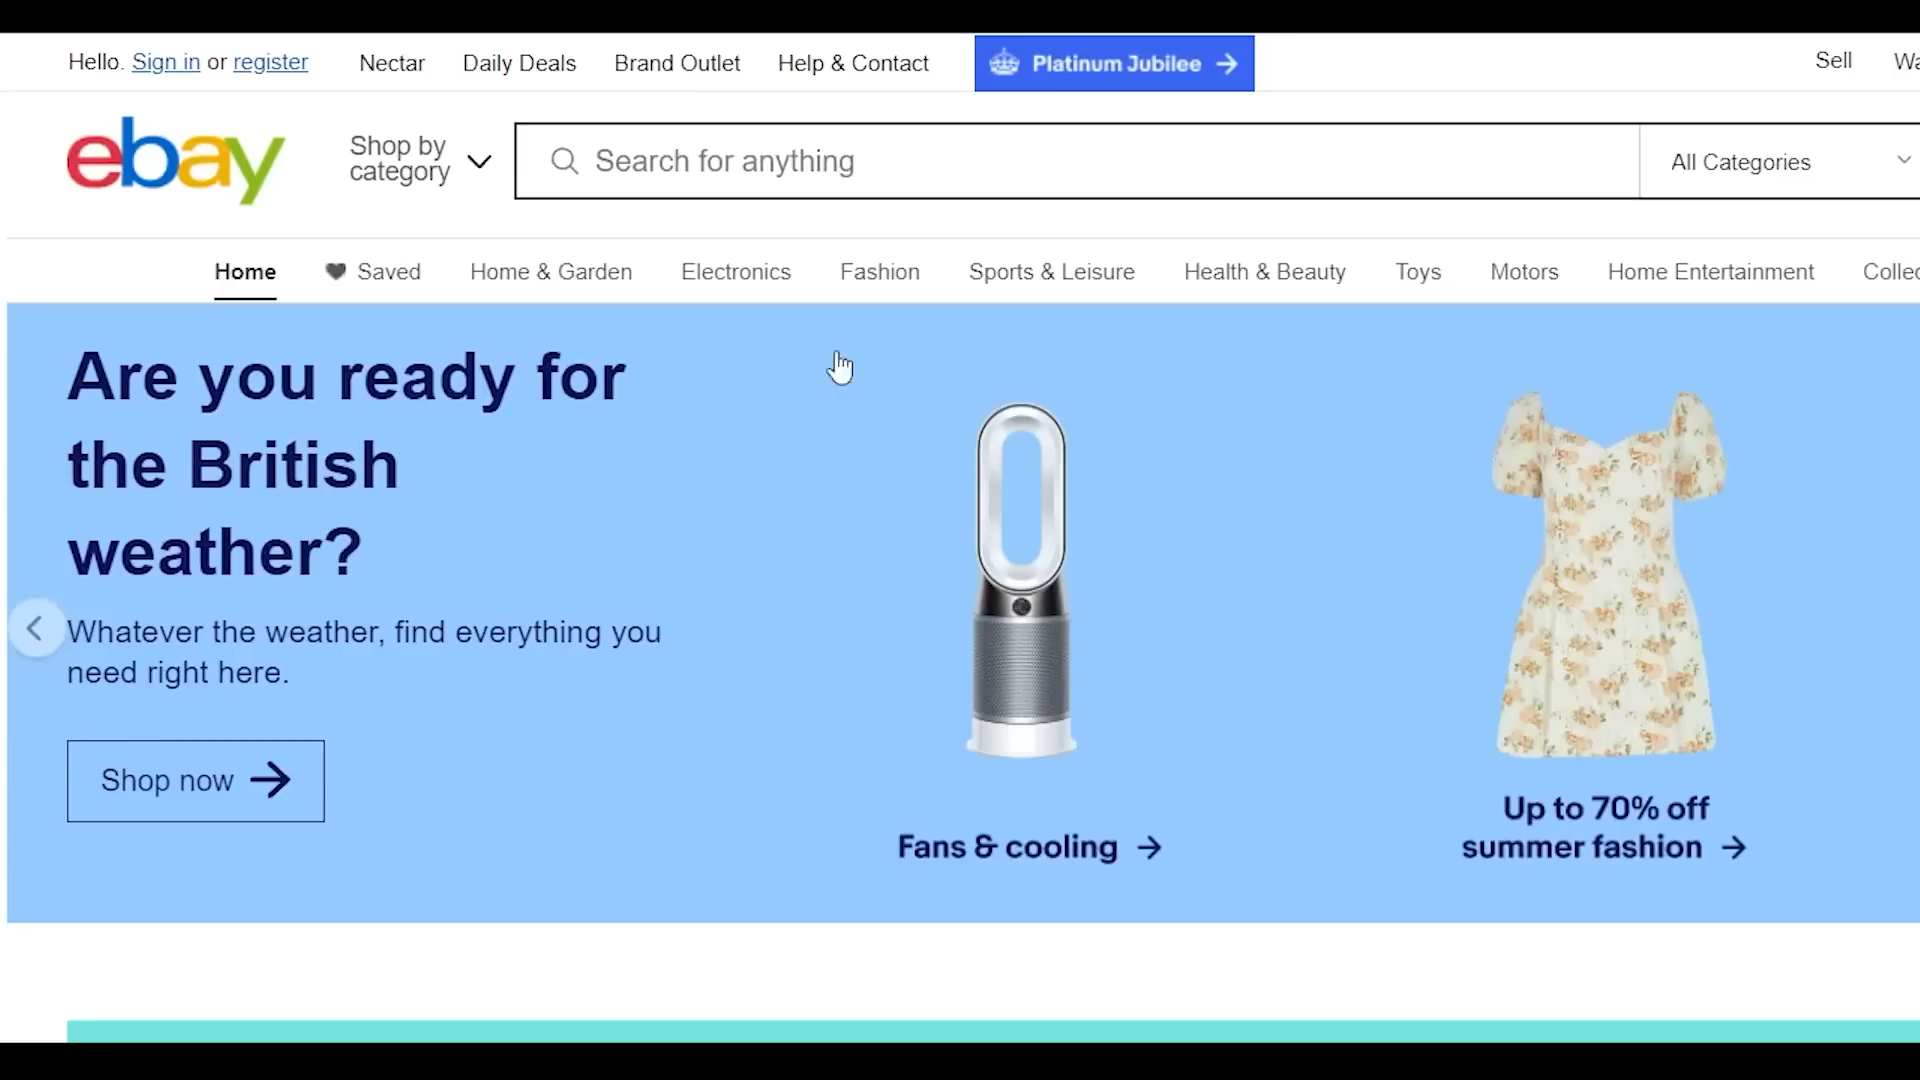 Hello. Sign in or register Nectar Daily Deals Brand Outlet Help & Contact Platinum Jubilee Sell
ebay
Shop by
category
Search for anything
All Categories
Home Saved Home & Garden Electronics Fashion Sports & Leisure Health & Beauty Toys Motors Home Entertainment
Are you ready for
the British
weather?
Whatever the weather, find everything you
need right here.
Shop now
Fans & cooling
Up to 70% off
summer fashion